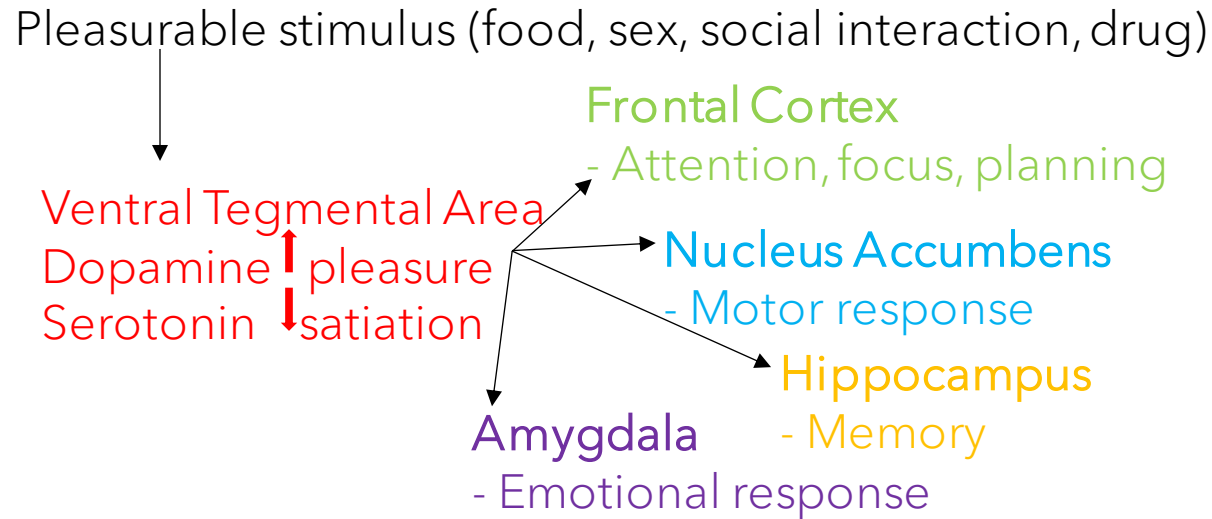 Pleasurable stimulus (food, sex, social interaction, drug)
Frontal Cortex
- Attention, focus, planning
Ventral Tegmental Area
Dopamine pleasure
Serotonin satiation
Nucleus Accumbens
- Motor response
Hippocampus
- Memory
Amygdala
- Emotional response